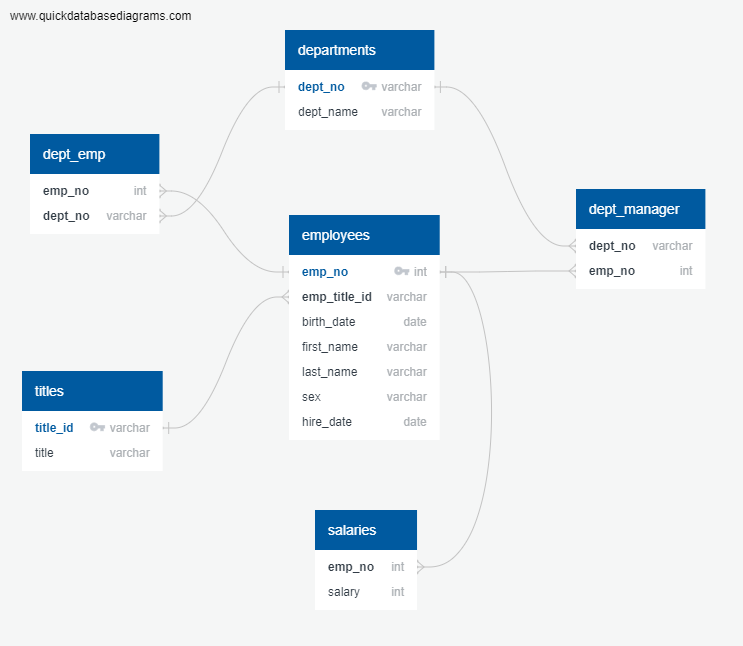 www.quickdatabasediagrams.com
departments
dept_no varchar
dept_name varchar
dept_emp
emp_no int
dept_no varchar
dept_manager
dept_no varchar
emp_no int
employees
emp_no int
emp_title_id varchar
birth_date date
first_name varchar
last_name varchar
sex varchar
hire_date date
titles
title_id varchar
title varchar
salaries
emp_no int
salary int